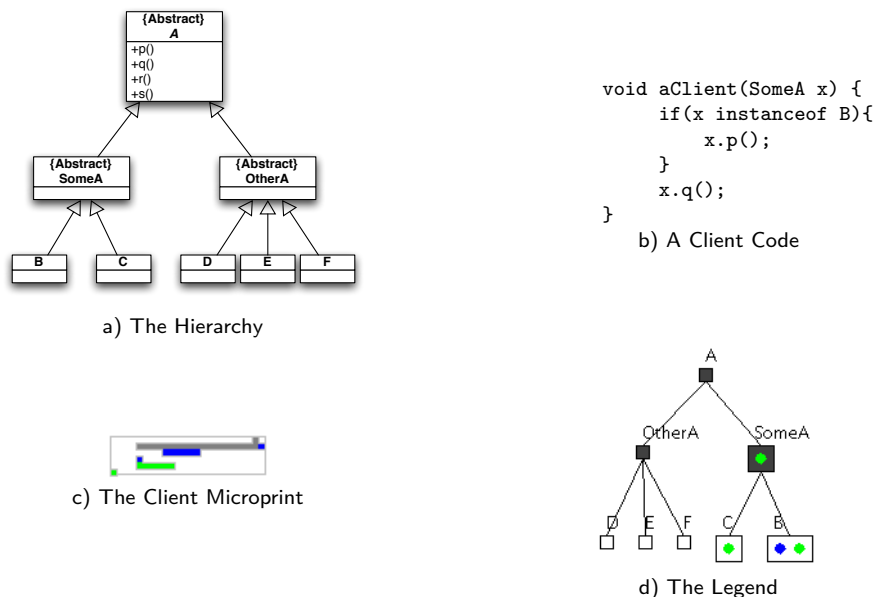 {Abstract}
A
+p()
+q()
+r()
+s()
{Abstract}
SomeA
{Abstract}
OtherA
B
C
D
E
F
a) The Hierarchy
void aClient(SomeA x) {
if(x instanceof B){
x.p();
}
x.q();
}
b) A Client Code
c) The Client Microprint
A
OtherA
SomeA
D
E
F
C
B
d) The Legend